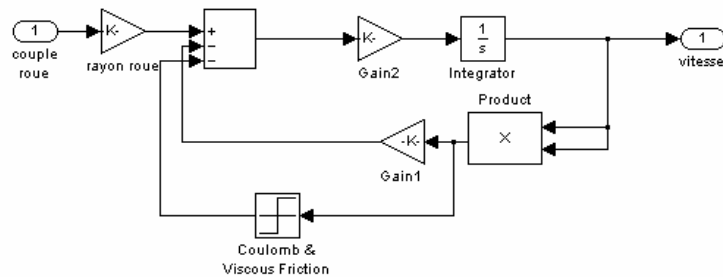 1
couple
roue
K-
rayon roue
+
−
−
K-
Gain2
1
s
Integrator
1
vitesse
Product
X
-K-
Gain1
Coulomb &
Viscous Friction